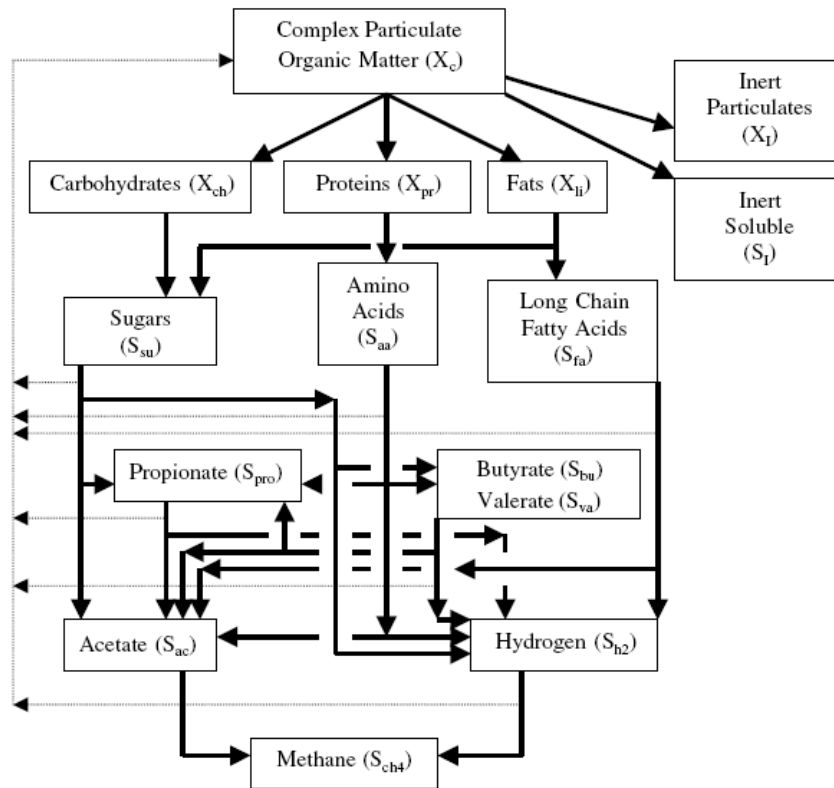 Complex Particulate
Organic Matter (Xc)
Inert
Particulates
(XI)
Carbohydrates (Xch)
Proteins (Xpr)
Fats (Xli)
Inert
Soluble
(SI)
Sugars
(Ssu)
Amino
Acids
(Saa)
Long Chain
Fatty Acids
(Sfa)
Propionate (Spro)
Butyrate (Sbu)
Valerate (Sva)
Acetate (Sac)
Hydrogen (Sh2)
Methane (Sch4)